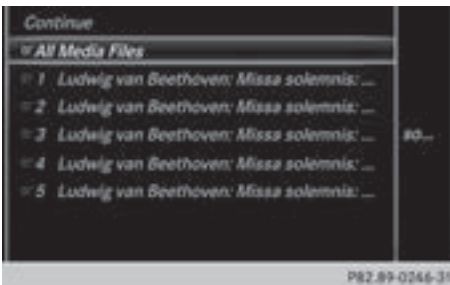 Continue
All Media Files
1 Ludwig van Beethoven: Missa solemnis: ...
2 Ludwig van Beethoven: Missa solemnis: ...
3 Ludwig van Beethoven: Missa solemnis: ...
so...
4 Ludwig van Beethoven: Missa solemnis: ...
5 Ludwig van Beethoven: Missa solemnis: ...
P82.89-0246-31